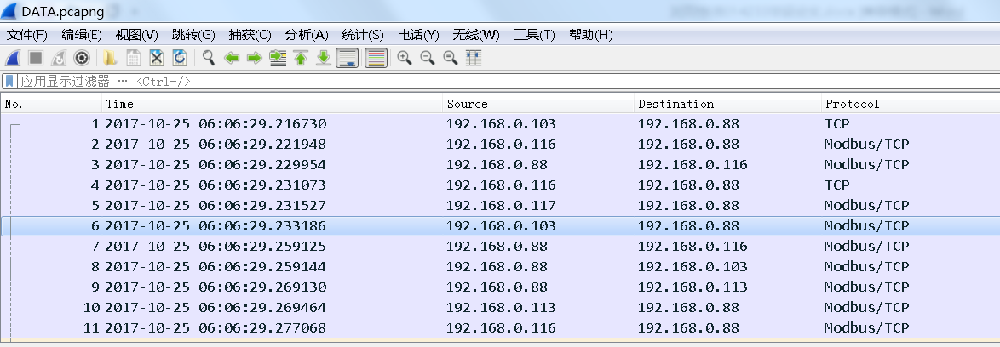 DATA.pcapng
文件(F) 编辑(E) 视图(V) 跳转(G) 捕获(C) 分析(A) 统计(S) 电话(Y) 无线(W) 工具(T) 帮助(H)
应用显示过滤器 … <Ctrl-/>
No. Time Source Destination Protocol
1 2017-10-25 06:06:29.216730 192.168.0.103 192.168.0.88 TCP
2 2017-10-25 06:06:29.221948 192.168.0.116 192.168.0.88 Modbus/TCP
3 2017-10-25 06:06:29.229954 192.168.0.88 192.168.0.116 Modbus/TCP
4 2017-10-25 06:06:29.231073 192.168.0.116 192.168.0.88 TCP
5 2017-10-25 06:06:29.231527 192.168.0.117 192.168.0.88 Modbus/TCP
6 2017-10-25 06:06:29.233186 192.168.0.103 192.168.0.88 Modbus/TCP
7 2017-10-25 06:06:29.259125 192.168.0.88 192.168.0.116 Modbus/TCP
8 2017-10-25 06:06:29.259144 192.168.0.88 192.168.0.103 Modbus/TCP
9 2017-10-25 06:06:29.269130 192.168.0.88 192.168.0.113 Modbus/TCP
10 2017-10-25 06:06:29.269464 192.168.0.113 192.168.0.88 Modbus/TCP
11 2017-10-25 06:06:29.277068 192.168.0.116 192.168.0.88 Modbus/TCP